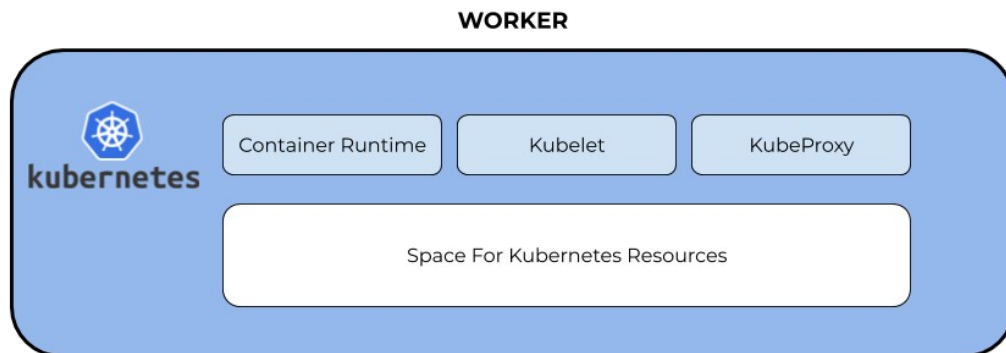 WORKER
kubernetes
Container Runtime
Kubelet
KubeProxy
Space For Kubernetes Resources